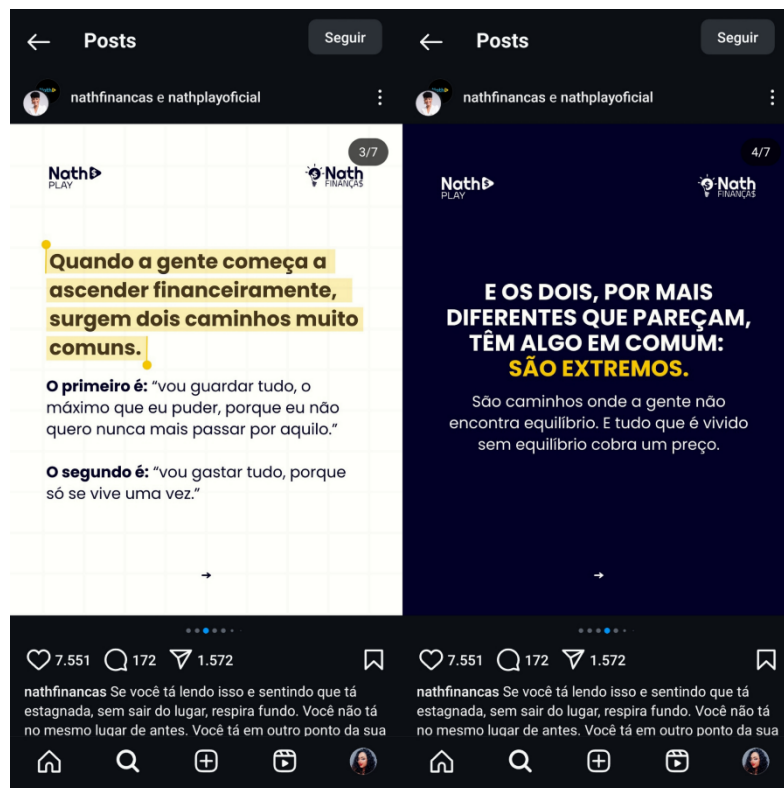 Posts
Seguir
nathfinancas e nathplayoficial
3/7
Nath
PLAY
Nath
FINANÇA$
Quando a gente começa a
ascender financeiramente,
surgem dois caminhos muito
comuns.
O primeiro é: “vou guardar tudo, o
máximo que eu puder, porque eu não
quero nunca mais passar por aquilo.”
O segundo é: “vou gastar tudo, porque
só se vive uma vez.”
7.551
172
1.572
nathfinancas Se você tá lendo isso e sentindo que tá
estagnada, sem sair do lugar, respira fundo. Você não tá
no mesmo lugar de antes. Você tá em outro ponto da sua
Posts
Seguir
nathfinancas e nathplayoficial
4/7
Nath
PLAY
Nath
FINANÇA$
E OS DOIS, POR MAIS
DIFERENTES QUE PAREÇAM,
TÊM ALGO EM COMUM:
SÃO EXTREMOS.
São caminhos onde a gente não
encontra equilíbrio. E tudo que é vivido
sem equilíbrio cobra um preço.
7.551
172
1.572
nathfinancas Se você tá lendo isso e sentindo que tá
estagnada, sem sair do lugar, respira fundo. Você não tá
no mesmo lugar de antes. Você tá em outro ponto da sua